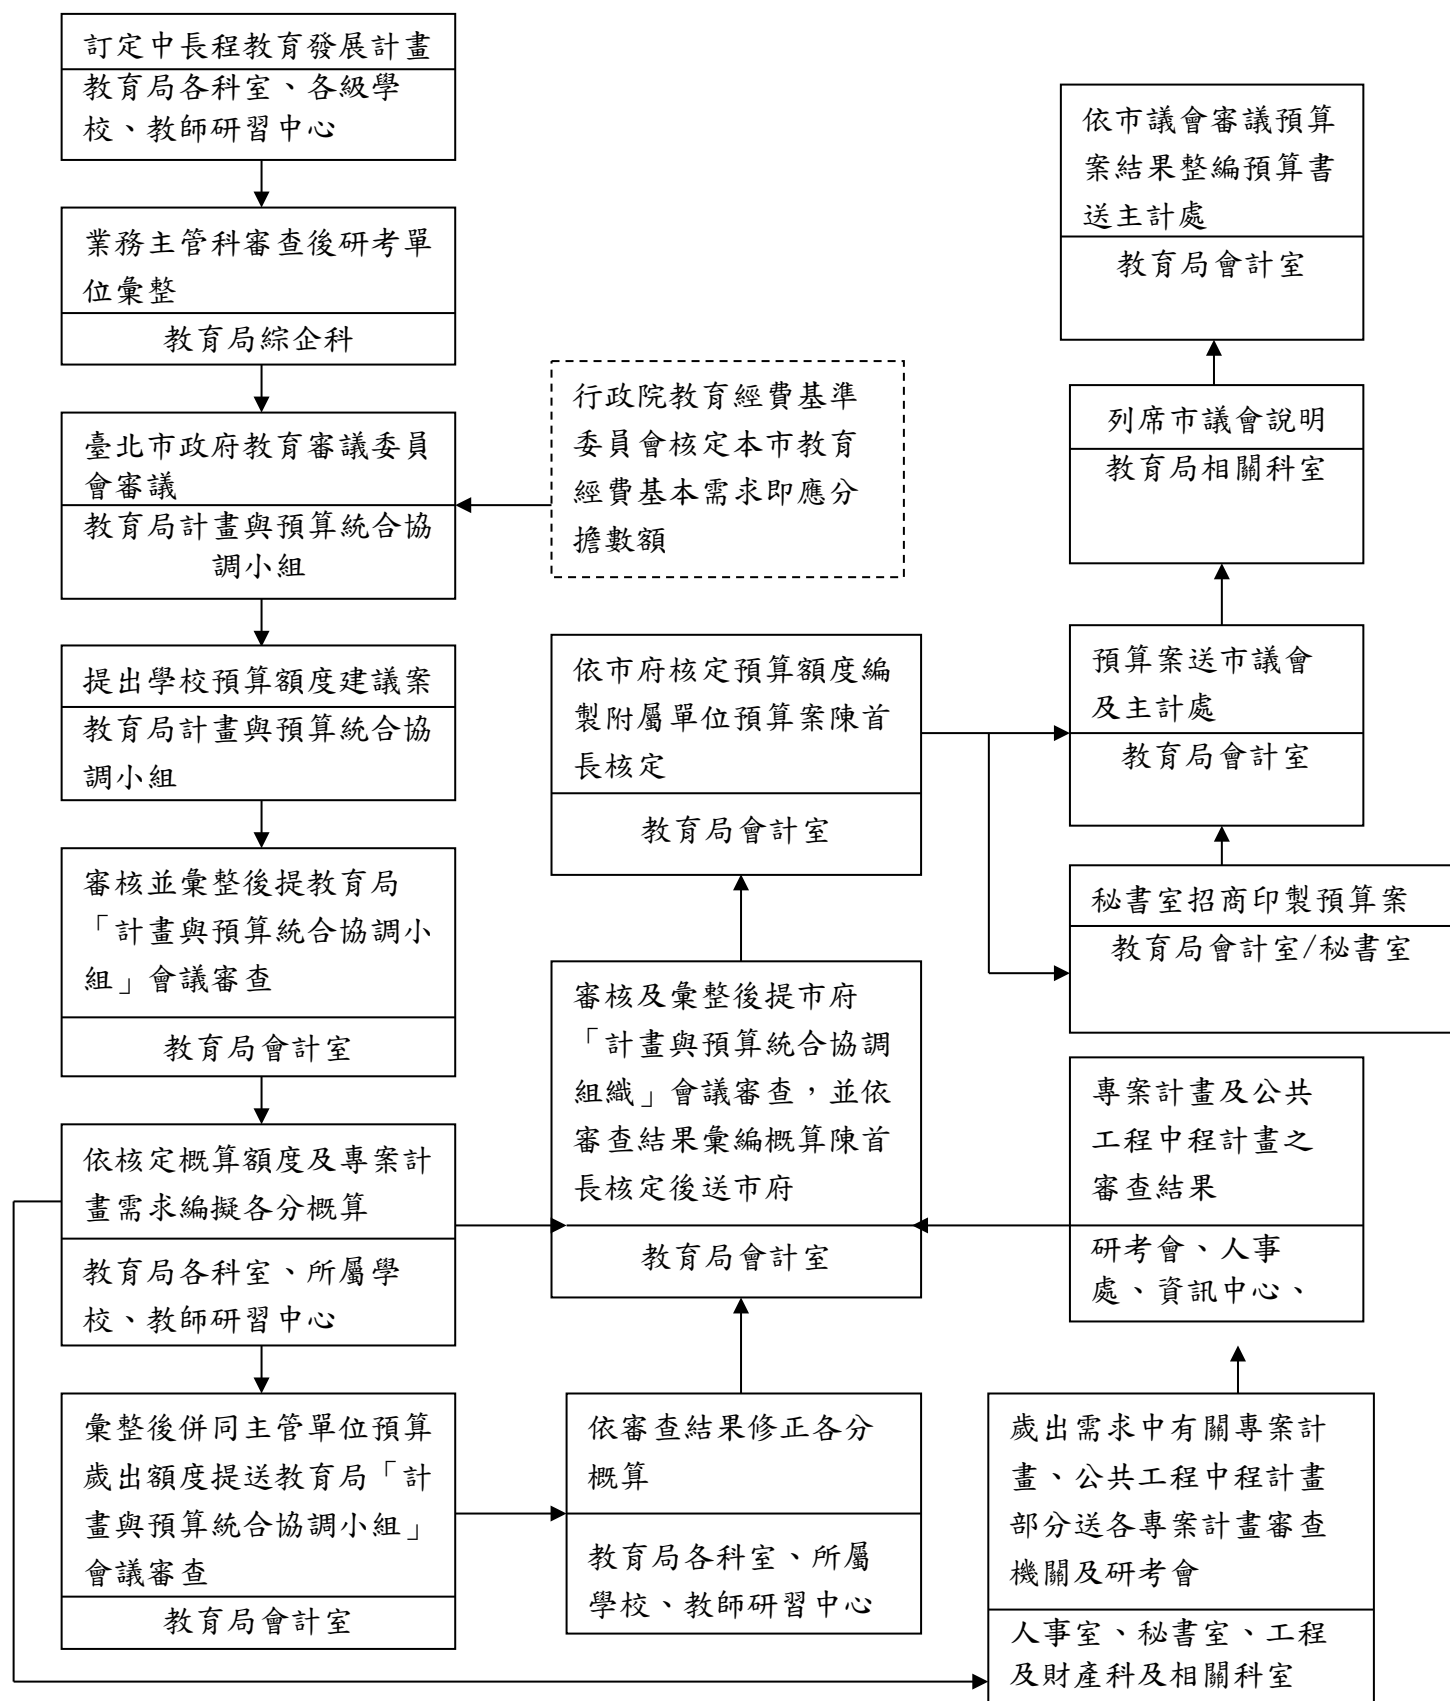 訂定中長程教育發展計畫
教育局各科室、各級學
校、教師研習中心
業務主管科審查後研考單
位彙整
教育局綜企科
臺北市政府教育審議委員
會審議
教育局計畫與預算統合協
調小組
提出學校預算額度建議案
教育局計畫與預算統合協
調小組
審核並彙整後提教育局
「計畫與預算統合協調小
組」會議審查
教育局會計室
依核定概算額度及專案計
畫需求編擬各分概算
教育局各科室、所屬學
校、教師研習中心
彙整後併同主管單位預算
歲出額度提送教育局「計
畫與預算統合協調小組」
會議審查
教育局會計室
行政院教育經費基準
委員會核定本市教育
經費基本需求即應分
擔數額
依市府核定預算額度編
製附屬單位預算案陳首
長核定
教育局會計室
審核及彙整後提市府
「計畫與預算統合協調
組織」會議審查，並依
審查結果彙編概算陳首
長核定後送市府
教育局會計室
依審查結果修正各分
概算
教育局各科室、所屬
學校、教師研習中心
依市議會審議預算
案結果整編預算書
送主計處
教育局會計室
列席市議會說明
教育局相關科室
預算案送市議會
及主計處
教育局會計室
秘書室招商印製預算案
教育局會計室/秘書室
專案計畫及公共
工程中程計畫之
審查結果
研考會、人事
處、資訊中心、
歲出需求中有關專案計
畫、公共工程中程計畫
部分送各專案計畫審查
機關及研考會
人事室、秘書室、工程
及財產科及相關科室